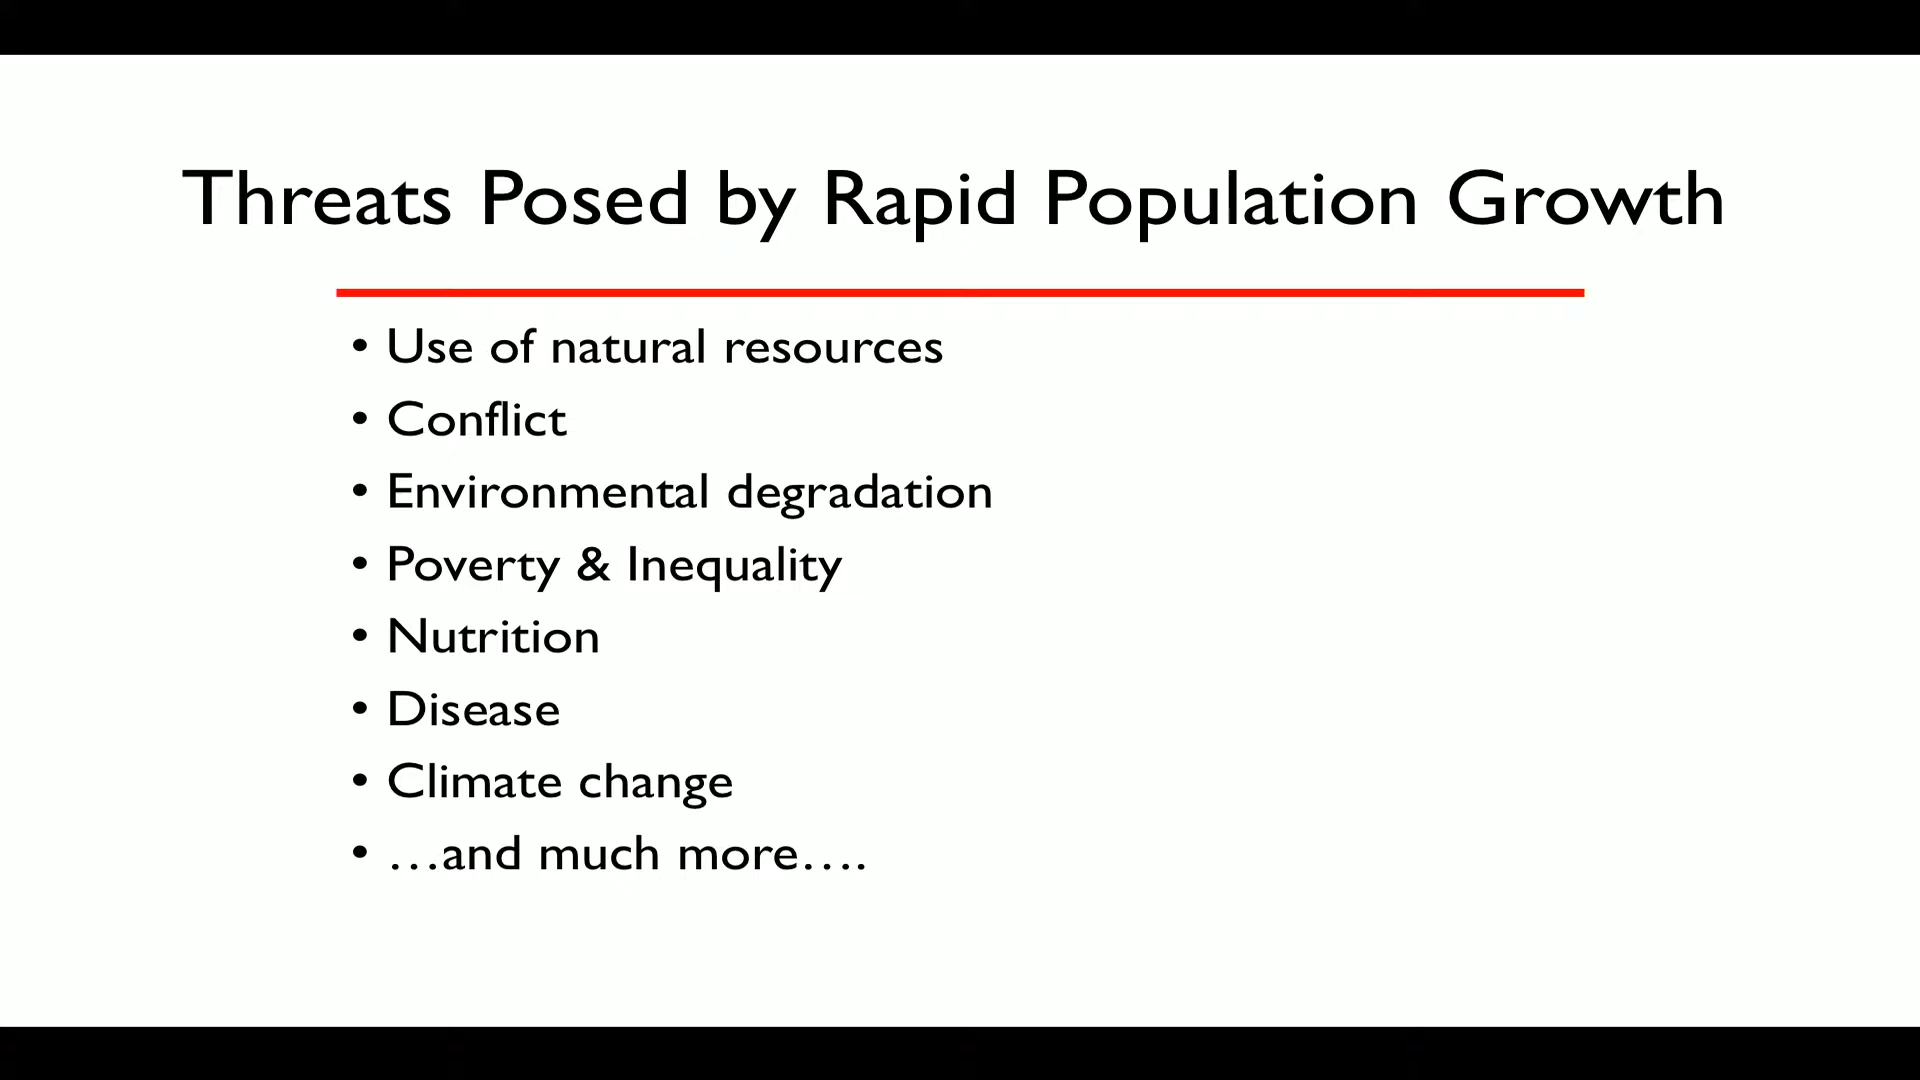 Threats Posed by Rapid Population Growth
• Use of natural resources
• Conflict
• Environmental degradation
• Poverty & Inequality
• Nutrition
• Disease
• Climate change
• …and much more….